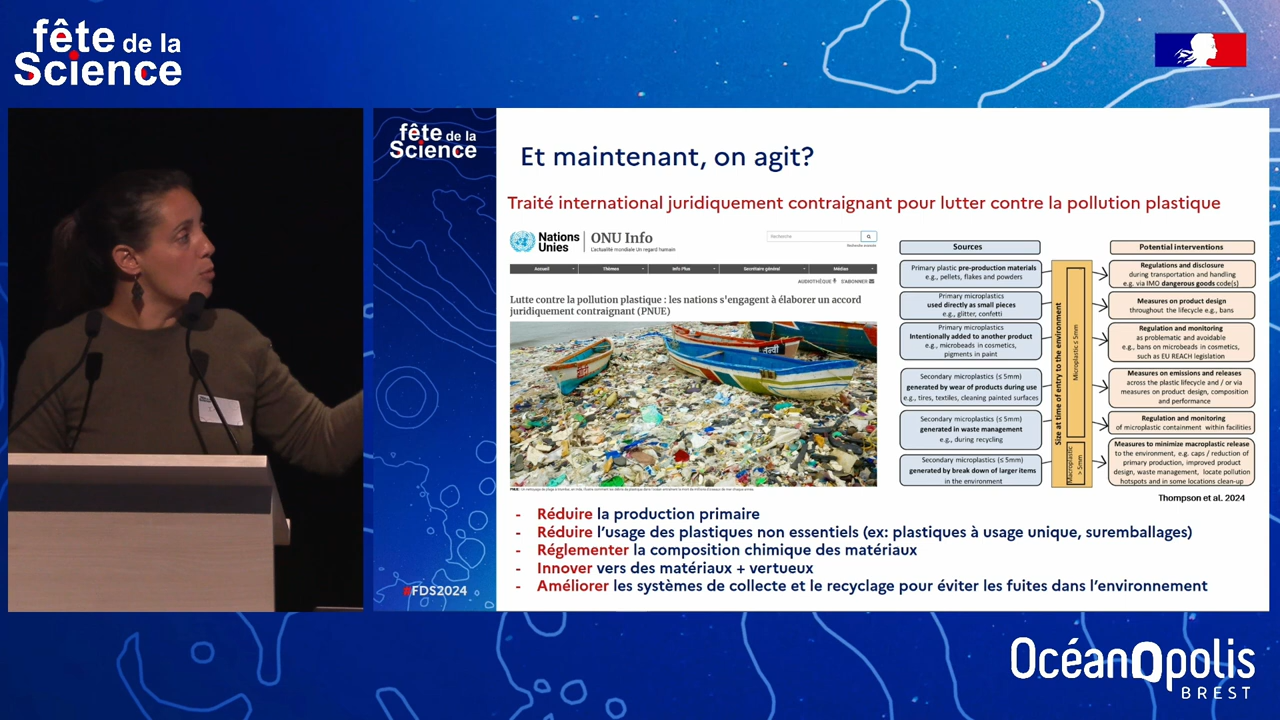 fête de la
Science
fête de la
Science
Et maintenant, on agit?
Traité international juridiquement contraignant pour lutter contre la pollution plastique
Nations
Unies
ONU Info
L'actualité mondiale Un regard humain
Recherche
Recherche avancée
Accueil
Thèmes
Info Plus
Secrétaire général
Médias
AUDIOTHÈQUE
S'ABONNER
Lutte contre la pollution plastique : les nations s'engagent à élaborer un accord
juridiquement contraignant (PNUE)
Sources
Primary plastic pre-production materials
e.g., pellets, flakes and powders
Primary microplastics
used directly as small pieces
e.g., glitter, confetti
Primary microplastics
Intentionally added to another product
e.g., microbeads in cosmetics,
pigments in paint
Secondary microplastics (≤ 5mm)
generated by wear of products during use
e.g., tires, textiles, cleaning painted surfaces
Secondary microplastics (≤ 5mm)
generated in waste management
e.g., during recycling
Secondary microplastics (≤ 5mm)
generated by break down of larger items
in the environment
Size at time of entry to the environment
Microplastic ≤ 5mm
Macroplastic
> 5mm
Potential interventions
Regulations and disclosure
during transportation and handling
e.g. via IMO dangerous goods code(s)
Measures on product design
throughout the lifecycle e.g., bans
Regulation and monitoring
as problematic and avoidable
e.g., bans on microbeads in cosmetics,
such as EU REACH legislation
Measures on emissions and releases
across the plastic lifecycle and / or via
measures on product design, composition
and performance
Regulation and monitoring
of microplastic containment within facilities
Measures to minimize macroplastic release
to the environment, e.g. caps / reduction of
primary production, improved product
design, waste management, locate pollution
hotspots and in some locations clean-up
Thompson et al. 2024
- Réduire la production primaire
- Réduire l'usage des plastiques non essentiels (ex: plastiques à usage unique, suremballages)
- Réglementer la composition chimique des matériaux
- Innover vers des matériaux + vertueux
- Améliorer les systèmes de collecte et le recyclage pour éviter les fuites dans l'environnement
#FDS2024
OcéanOpolis
BREST